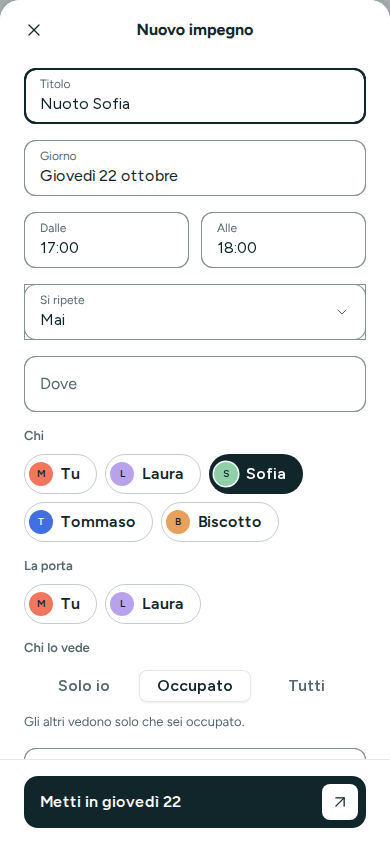 Nuovo impegno
Titolo
Nuoto Sofia
Giorno
Giovedì 22 ottobre
Dalle
17:00
Alle
18:00
Si ripete
Mai
Dove
Chi
M Tu
L Laura
S Sofia
T Tommaso
B Biscotto
La porta
M Tu
L Laura
Chi lo vede
Solo io
Occupato
Tutti
Gli altri vedono solo che sei occupato.
Metti in giovedì 22